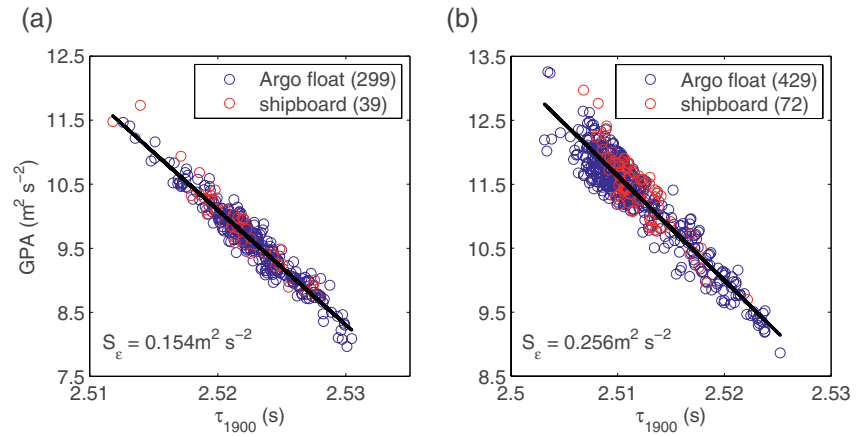 (a)
(b)
12.5
11.5
10.5
9.5
8.5
7.5
GPA (m² s⁻²)
Argo float (299)
shipboard (39)
S_ε = 0.154m² s⁻²
2.51
2.52
2.53
τ₁₉₀₀ (s)
13.5
12.5
11.5
10.5
9.5
8.5
Argo float (429)
shipboard (72)
S_ε = 0.256m² s⁻²
2.5
2.51
2.52
2.53
τ₁₉₀₀ (s)